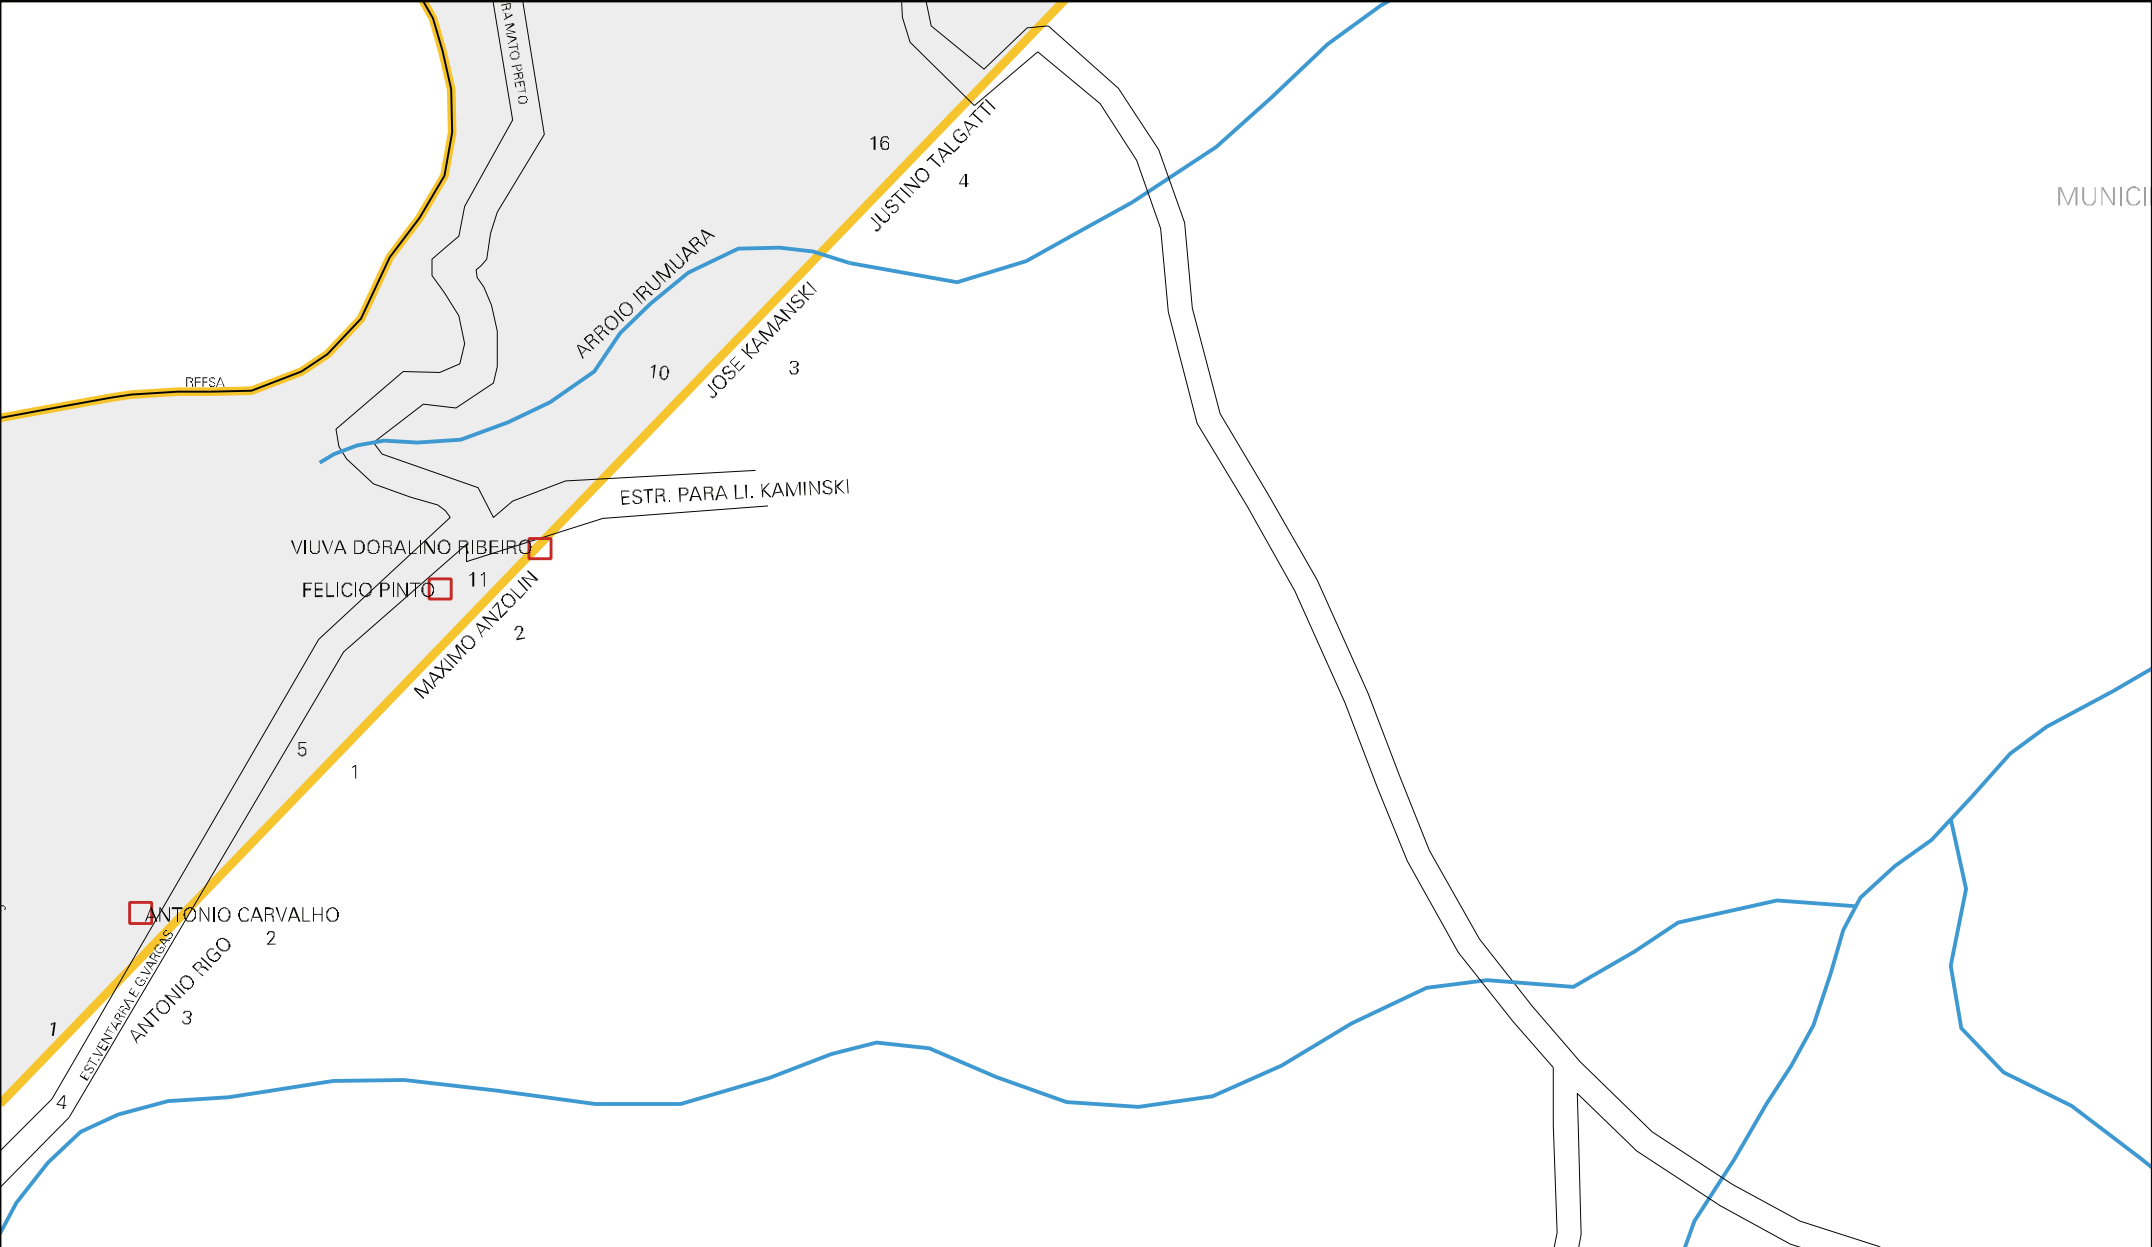 RA MATO PRETO
16
JUSTINO TALGATTI
4
MUNICI
ARROIO IRUMUARA
JOSE KAMANSKI
10
3
RFFSA
ESTR. PARA LI. KAMINSKI
VIUVA DORALINO RIBEIRO
11
FELICIO PINTO
MAXIMO ANZOLIN
2
5
1
ANTONIO CARVALHO
2
EST.VENTARRA E G.VARGAS
ANTONIO RIGO
3
1
4